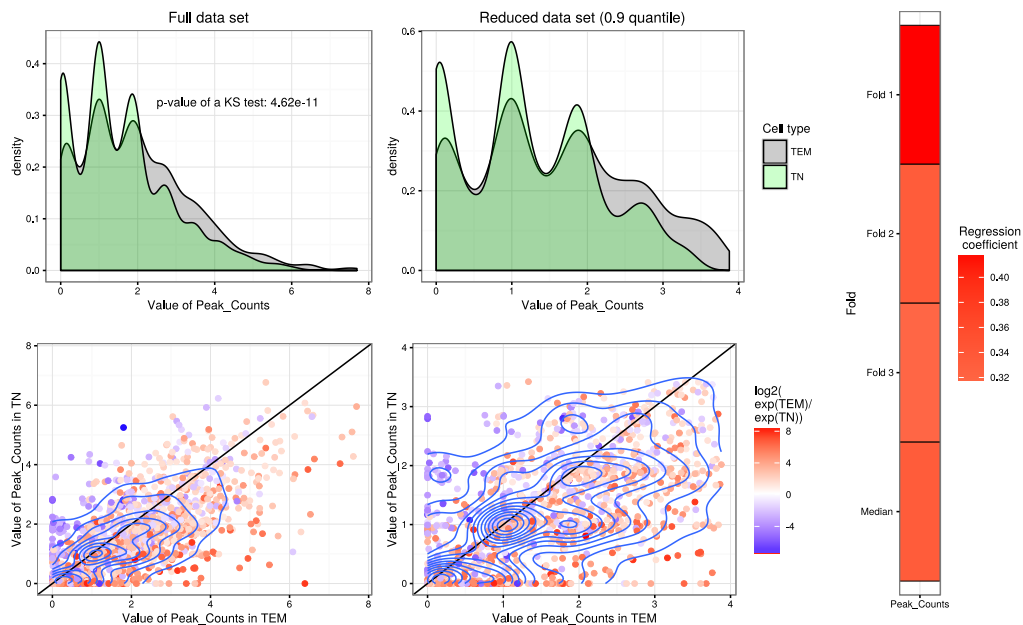 Full data set
Reduced data set (0.9 quantile)
density
0.4
0.3
0.2
0.1
0.0
p-value of a KS test: 4.62e-11
0 2 4 6 8
Value of Peak_Counts
density
0.6
0.4
0.2
0.0
0 1 2 3 4
Value of Peak_Counts
Cell type
TEM
TN
Value of Peak_Counts in TN
8
6
4
2
0
0 2 4 6 8
Value of Peak_Counts in TEM
Value of Peak_Counts in TN
4
3
2
1
0
0 1 2 3 4
Value of Peak_Counts in TEM
log2(
exp(TEM)/
exp(TN))
8
4
0
-4
Fold
Fold 1
Fold 2
Fold 3
Median
Peak_Counts
Regression
coefficient
0.40
0.38
0.36
0.34
0.32